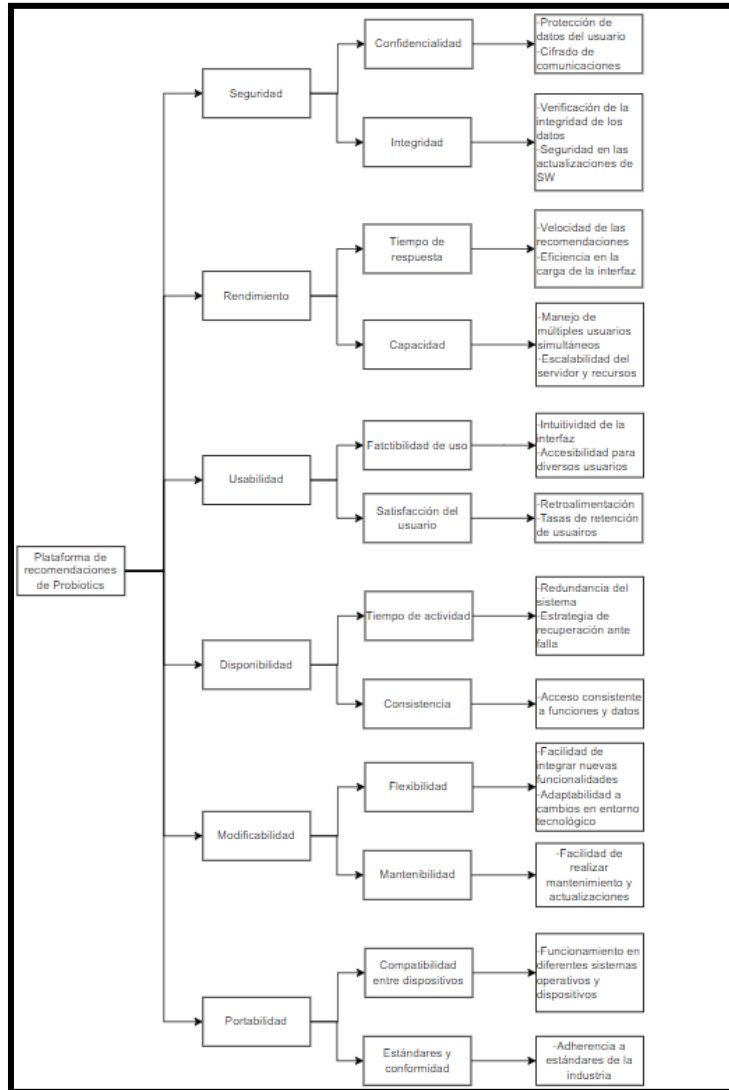 Plataforma de
recomendaciones
de Probiotics
Seguridad
Confidencialidad
-Protección de
datos del usuario
-Cifrado de
comunicaciones
Integridad
-Verificación de la
integridad de los
datos
-Seguridad en las
actualizaciones de
SW
Rendimiento
Tiempo de
respuesta
-Velocidad de las
recomendaciones
-Eficiencia en la
carga de la interfaz
Capacidad
-Manejo de
múltiples usuarios
simultáneos
-Escalabilidad del
servidor y recursos
Usabilidad
Fatctibilidad de uso
-Intuitividad de la
interfaz
-Accesibilidad para
diversos usuarios
Satisfacción del
usuario
-Retroalimentación
-Tasas de retención
de usuairos
Disponibilidad
Tiempo de actividad
-Redundancia del
sistema
-Estrategia de
recuperación ante
falla
Consistencia
-Acceso consistente
a funciones y datos
Modificabilidad
Flexibilidad
-Facilidad de
integrar nuevas
funcionalidades
-Adaptabilidad a
cambios en entorno
tecnológico
Mantenibilidad
-Facilidad de
realizar
mantenimiento y
actualizaciones
Portabilidad
Compatibilidad
entre dispositivos
-Funcionamiento en
diferentes sistemas
operativos y
dispositivos
Estándares y
conformidad
-Adherencia a
estándares de la
industria